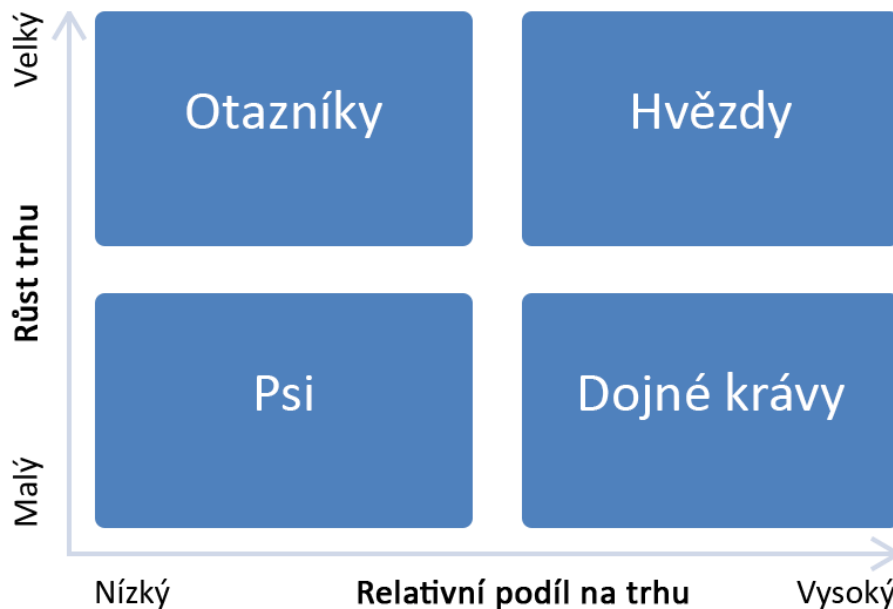 Velký
Otazníky
Hvězdy
Růst trhu
Psi
Dojné krávy
Malý
Nízký
Relativní podíl na trhu
Vysoký